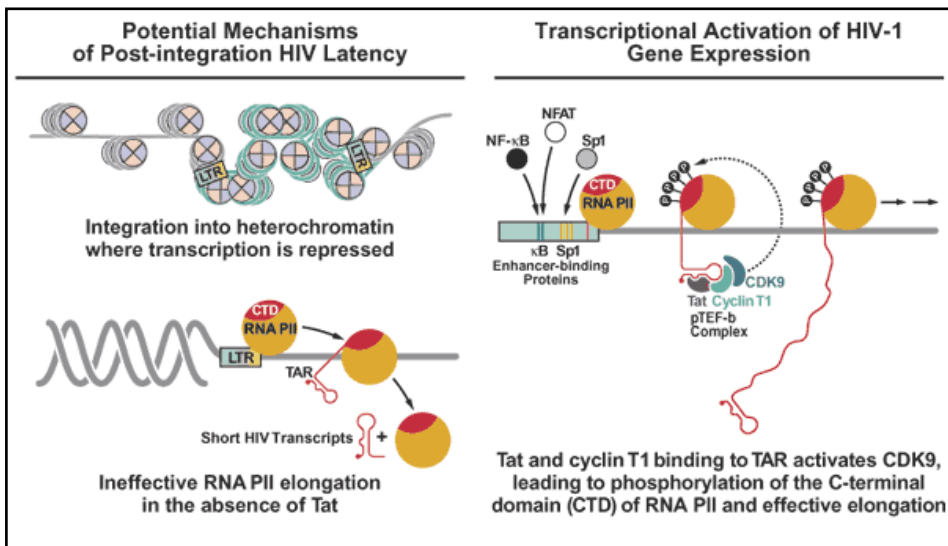 Potential Mechanisms
of Post-integration HIV Latency
LTR
LTR
Integration into heterochromatin
where transcription is repressed
CTD
RNA PII
LTR
TAR
Short HIV Transcripts
+
Ineffective RNA PII elongation
in the absence of Tat
Transcriptional Activation of HIV-1
Gene Expression
NFAT
NF-κB
Sp1
CTD
RNA PII
κB Sp1
Enhancer-binding
Proteins
P P P P
CDK9
Tat Cyclin T1
pTEF-b
Complex
P P P P
Tat and cyclin T1 binding to TAR activates CDK9,
leading to phosphorylation of the C-terminal
domain (CTD) of RNA PII and effective elongation